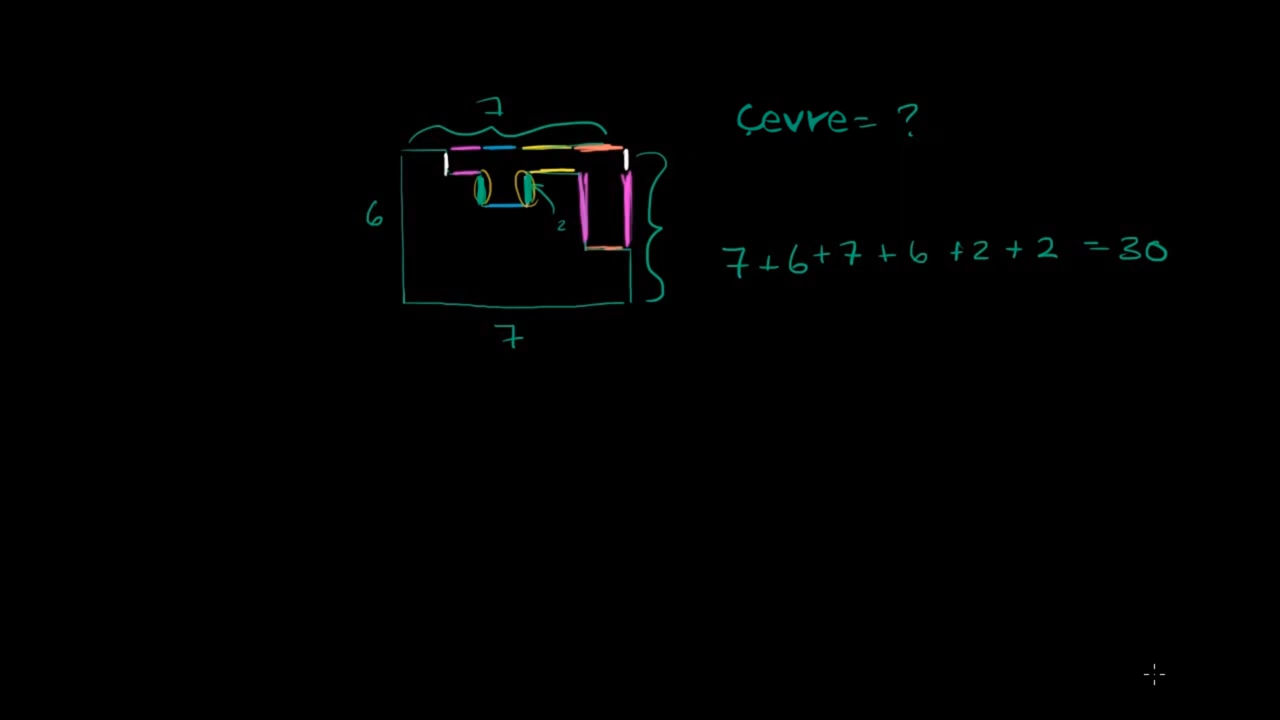 7
Çevre = ?
6
2
7 + 6 + 7 + 6 + 2 + 2 = 30
7